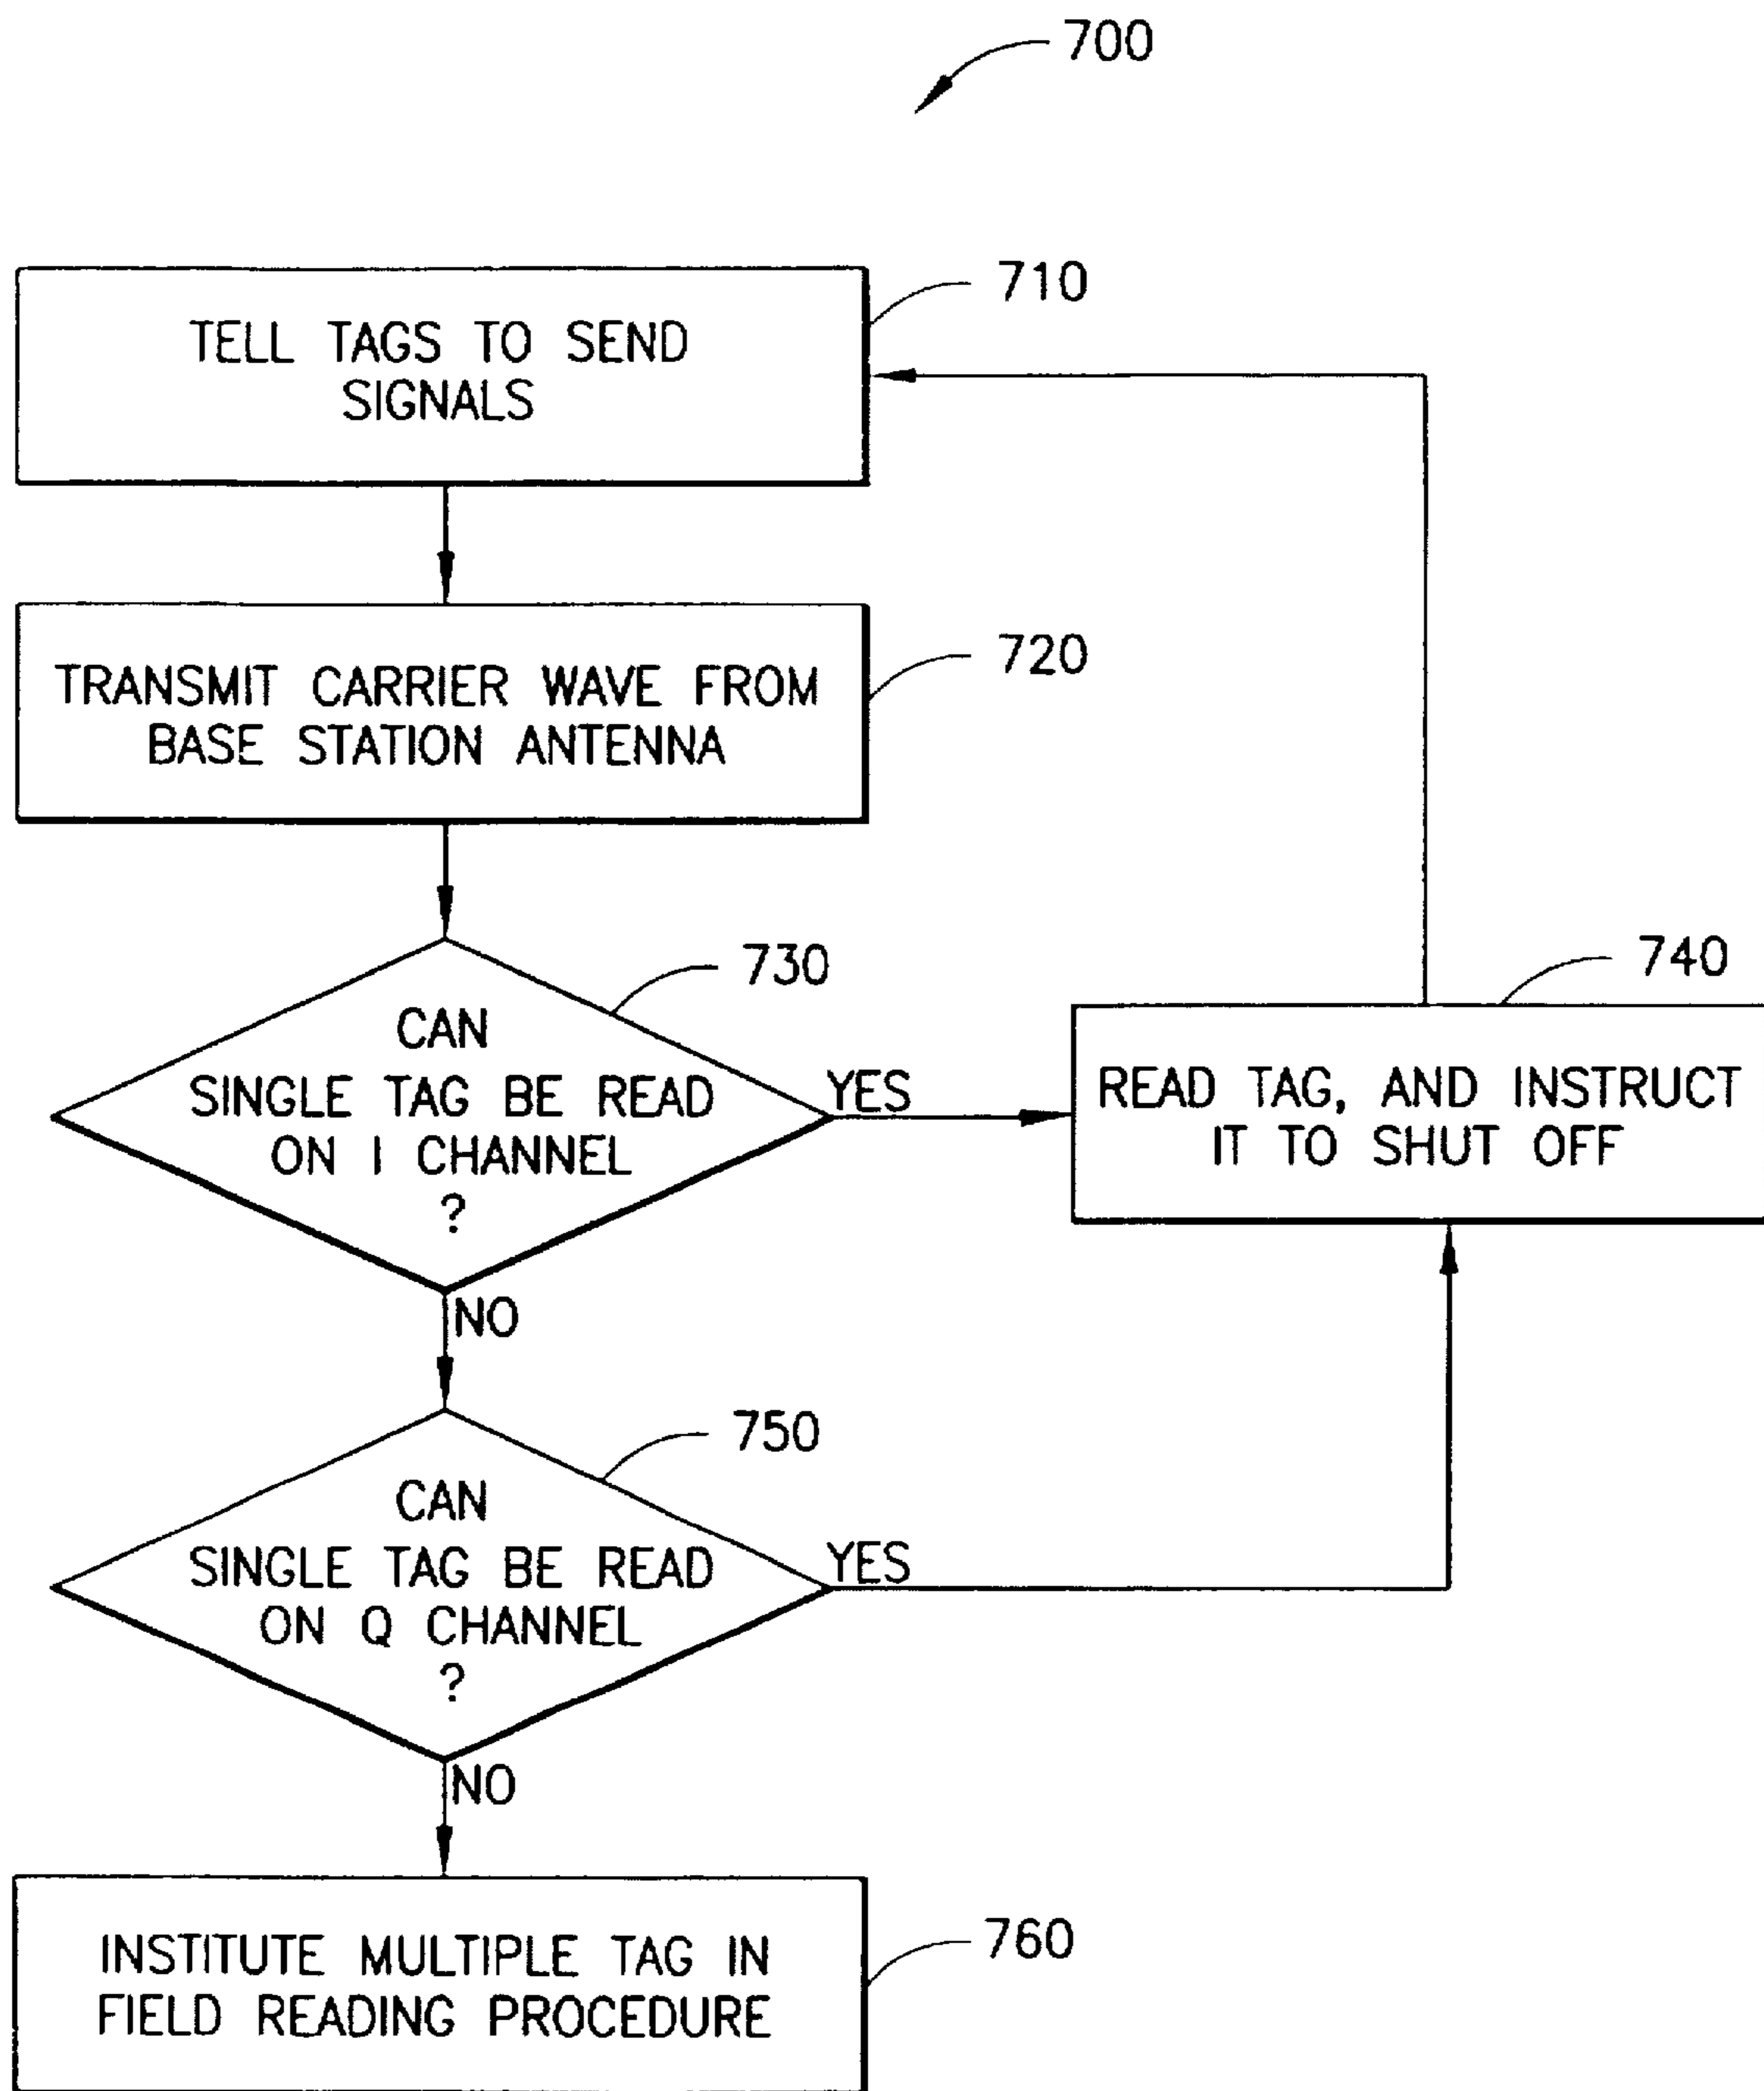 700
710
TELL TAGS TO SEND
SIGNALS
720
TRANSMIT CARRIER WAVE FROM
BASE STATION ANTENNA
730
CAN
SINGLE TAG BE READ
ON I CHANNEL
?
YES
740
READ TAG, AND INSTRUCT
IT TO SHUT OFF
NO
750
CAN
SINGLE TAG BE READ
ON Q CHANNEL
?
YES
NO
760
INSTITUTE MULTIPLE TAG IN
FIELD READING PROCEDURE